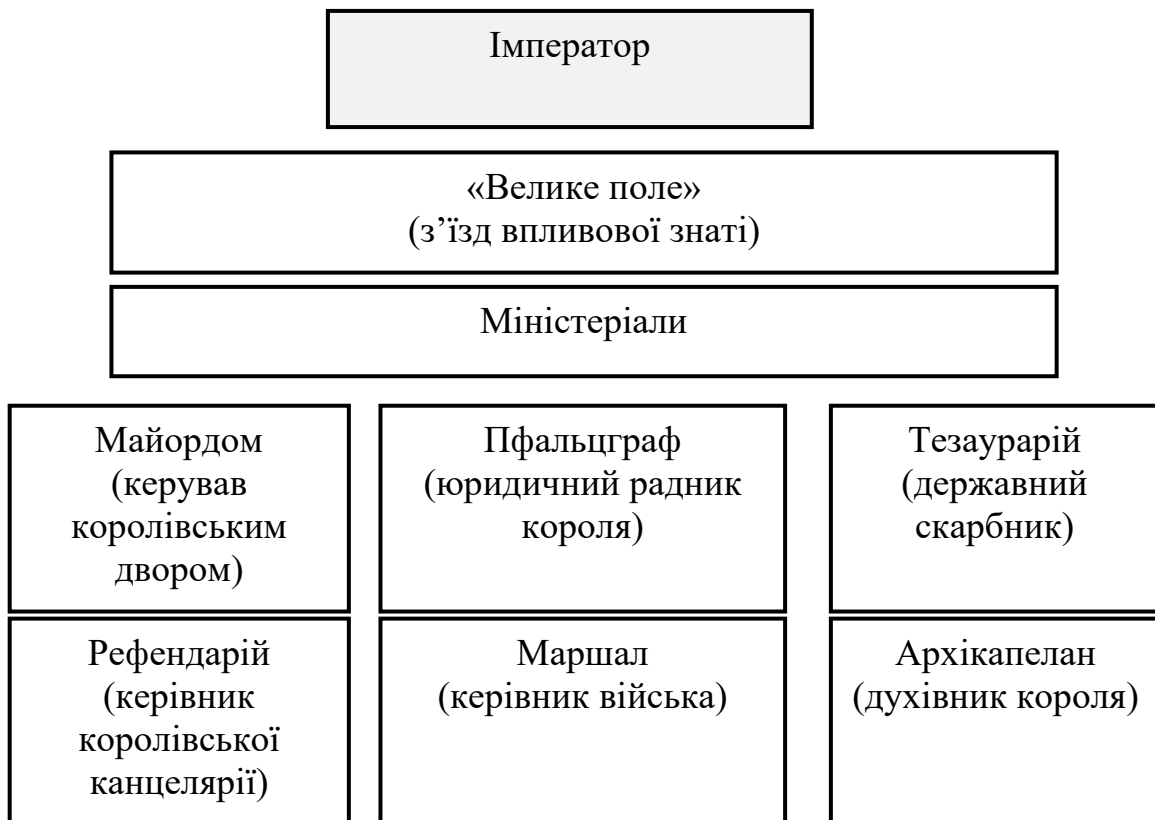 Імператор
«Велике поле»
(з’їзд впливової знаті)
Міністеріали
Майордом
(керував
королівським
двором)
Пфальцграф
(юридичний радник
короля)
Тезаурарій
(державний
скарбник)
Рефендарій
(керівник
королівської
канцелярії)
Маршал
(керівник війська)
Архікапелан
(духівник короля)